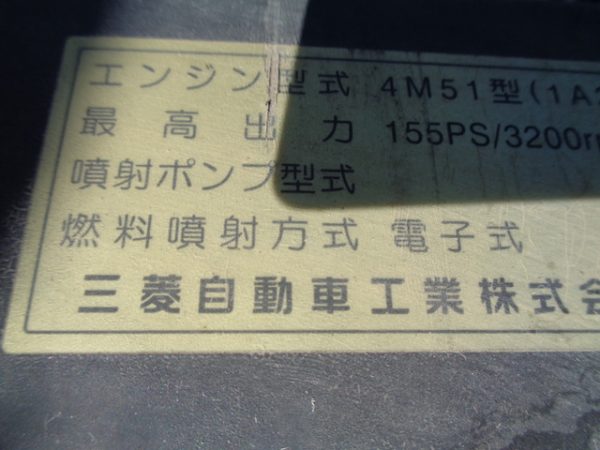 エンジン型式 4M51型(1A
最高出力 155PS/3200r
噴射ポンプ型式
燃料噴射方式 電子式
三菱自動車工業株式会